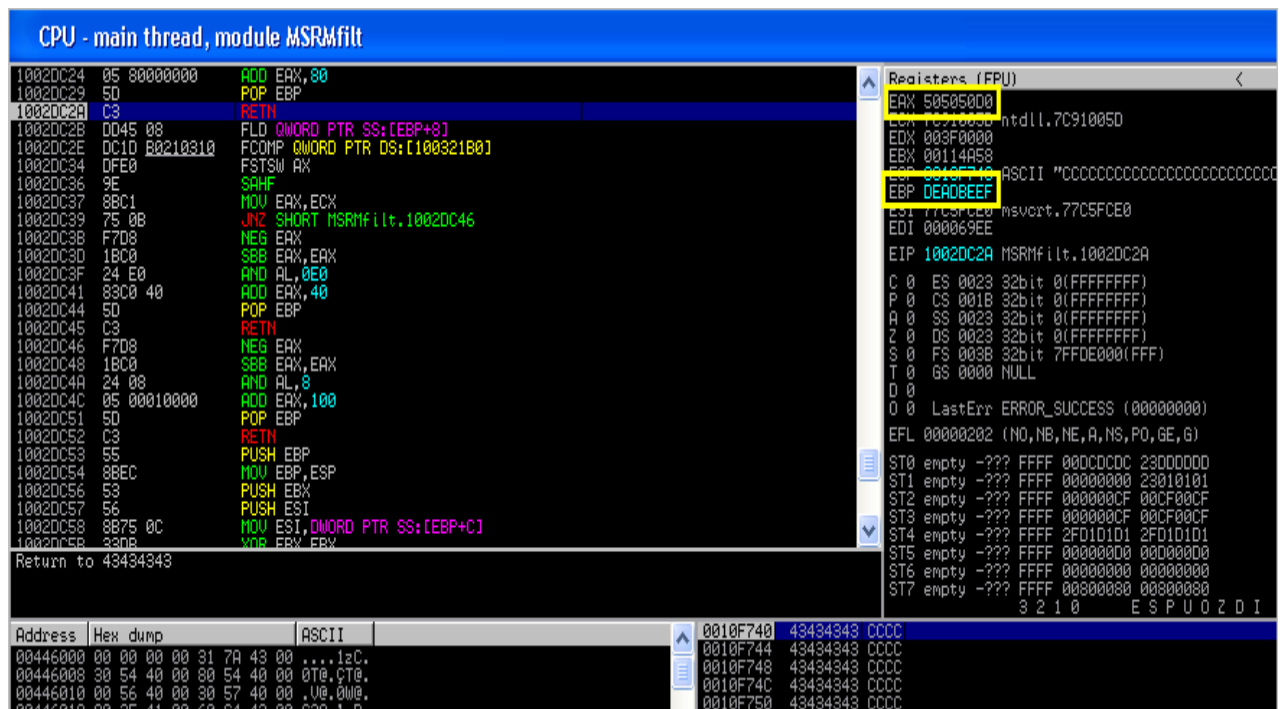 CPU - main thread, module MSRMfilt
1002DC24 05 80000000 ADD EAX,80
1002DC29 5D POP EBP
1002DC2A C3 RETN
1002DC2B DD45 08 FLD QWORD PTR SS:[EBP+8]
1002DC2E DC1D B0210310 FCOMP QWORD PTR DS:[100321B0]
1002DC34 DFE0 FSTSW AX
1002DC36 9E SAHF
1002DC37 8BC1 MOV EAX,ECX
1002DC39 75 0B JNZ SHORT MSRMfilt.1002DC46
1002DC3B F7D8 NEG EAX
1002DC3D 1BC0 SBB EAX,EAX
1002DC3F 24 E0 AND AL,0E0
1002DC41 83C0 40 ADD EAX,40
1002DC44 5D POP EBP
1002DC45 C3 RETN
1002DC46 F7D8 NEG EAX
1002DC48 1BC0 SBB EAX,EAX
1002DC4A 24 08 AND AL,8
1002DC4C 05 00010000 ADD EAX,100
1002DC51 5D POP EBP
1002DC52 C3 RETN
1002DC53 55 PUSH EBP
1002DC54 8BEC MOV EBP,ESP
1002DC56 53 PUSH EBX
1002DC57 56 PUSH ESI
1002DC58 8B75 0C MOV ESI,DWORD PTR SS:[EBP+C]
1002DC5B 33DB XOR EBX,EBX
Return to 43434343
Registers (FPU) <
EAX 505050D0
ECX 7C91005D ntdll.7C91005D
EDX 003F0000
EBX 00114A58
ESP 0010F740 ASCII "CCCCCCCCCCCCCCCCCCCCCCCCCC
EBP DEADBEEF
ESI 77C5FCE0 msvcrt.77C5FCE0
EDI 000069EE
EIP 1002DC2A MSRMfilt.1002DC2A
C 0 ES 0023 32bit 0(FFFFFFFF)
P 0 CS 001B 32bit 0(FFFFFFFF)
A 0 SS 0023 32bit 0(FFFFFFFF)
Z 0 DS 0023 32bit 0(FFFFFFFF)
S 0 FS 003B 32bit 7FFDE000(FFF)
T 0 GS 0000 NULL
D 0
O 0 LastErr ERROR_SUCCESS (00000000)
EFL 00000202 (NO,NB,NE,A,NS,PO,GE,G)
ST0 empty -??? FFFF 00DCDCDC 23DDDDDD
ST1 empty -??? FFFF 00000000 23010101
ST2 empty -??? FFFF 000000CF 00CF00CF
ST3 empty -??? FFFF 000000CF 00CF00CF
ST4 empty -??? FFFF 2FD1D1D1 2FD1D1D1
ST5 empty -??? FFFF 000000D0 00D000D0
ST6 empty -??? FFFF 00000000 00000000
ST7 empty -??? FFFF 00800080 00800080
3 2 1 0 E S P U O Z D I
Address Hex dump ASCII
00446000 00 00 00 00 31 7A 43 00 ....1zC.
00446008 30 54 40 00 80 54 40 00 0T@.ÇT@.
00446010 00 56 40 00 30 57 40 00 .V@.0W@.
0010F740 43434343 CCCC
0010F744 43434343 CCCC
0010F748 43434343 CCCC
0010F74C 43434343 CCCC
0010F750 43434343 CCCC